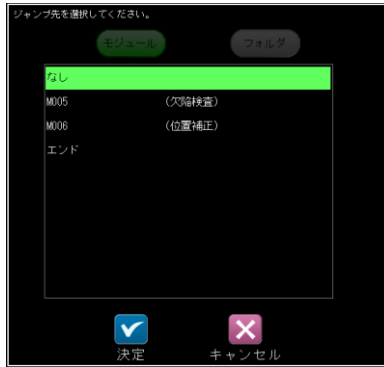 ジャンプ先を選択してください。
モジュール フォルダ
なし
M005 (欠陥検査)
M006 (位置補正)
エンド
決定 キャンセル